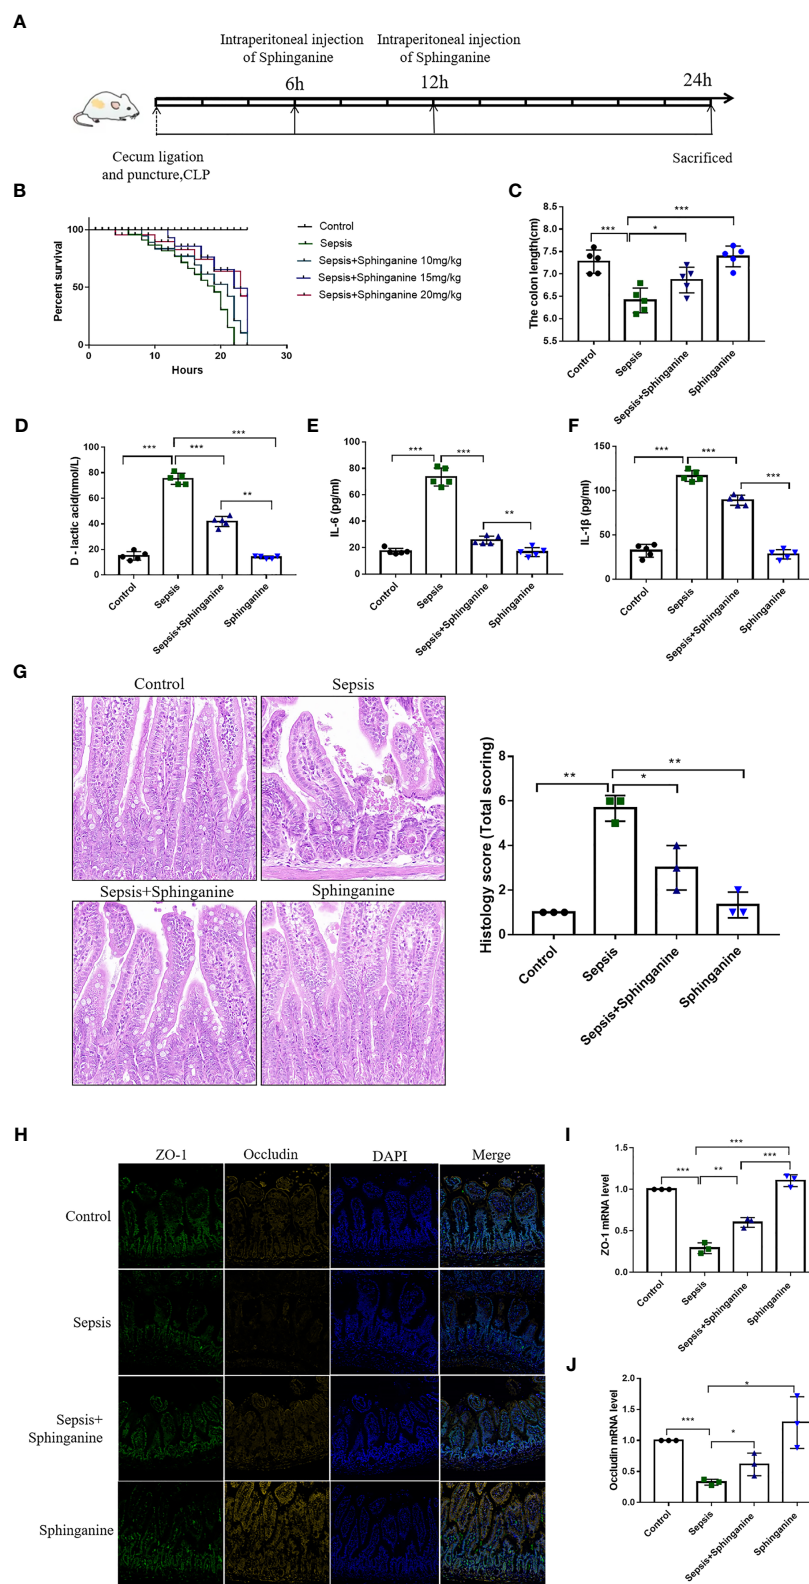 A
Intraperitoneal injection
of Sphinganine
Intraperitoneal injection
of Sphinganine
6h
12h
24h
Cecum ligation
and puncture,CLP
Sacrificed
B
Percent survival
100
50
0
0
10
20
30
Hours
Control
Sepsis
Sepsis+Sphinganine 10mg/kg
Sepsis+Sphinganine 15mg/kg
Sepsis+Sphinganine 20mg/kg
C
The colon length(cm)
8.5
8.0
7.5
7.0
6.5
6.0
5.5
***
*
***
Control
Sepsis
Sepsis+Sphinganine
Sphinganine
D
D - lactic acid(nmol/L)
100
80
60
40
20
0
***
***
***
**
Control
Sepsis
Sepsis+Sphinganine
Sphinganine
E
IL-6 (pg/ml)
100
80
60
40
20
0
***
***
**
Control
Sepsis
Sepsis+Sphinganine
Sphinganine
F
IL-1β (pg/ml)
150
100
50
0
***
***
***
Control
Sepsis
Sepsis+Sphinganine
Sphinganine
G
Control
Sepsis
Sepsis+Sphinganine
Sphinganine
Histology score (Total scoring)
8
6
4
2
0
**
*
**
Control
Sepsis
Sepsis+Sphinganine
Sphinganine
H
ZO-1
Occludin
DAPI
Merge
Control
Sepsis
Sepsis+
Sphinganine
Sphinganine
I
ZO-1 mRNA level
1.5
1.0
0.5
0.0
***
**
***
***
Control
Sepsis
Sepsis+Sphinganine
Sphinganine
J
Occludin mRNA level
2.0
1.5
1.0
0.5
0.0
***
*
*
Control
Sepsis
Sepsis+Sphinganine
Sphinganine